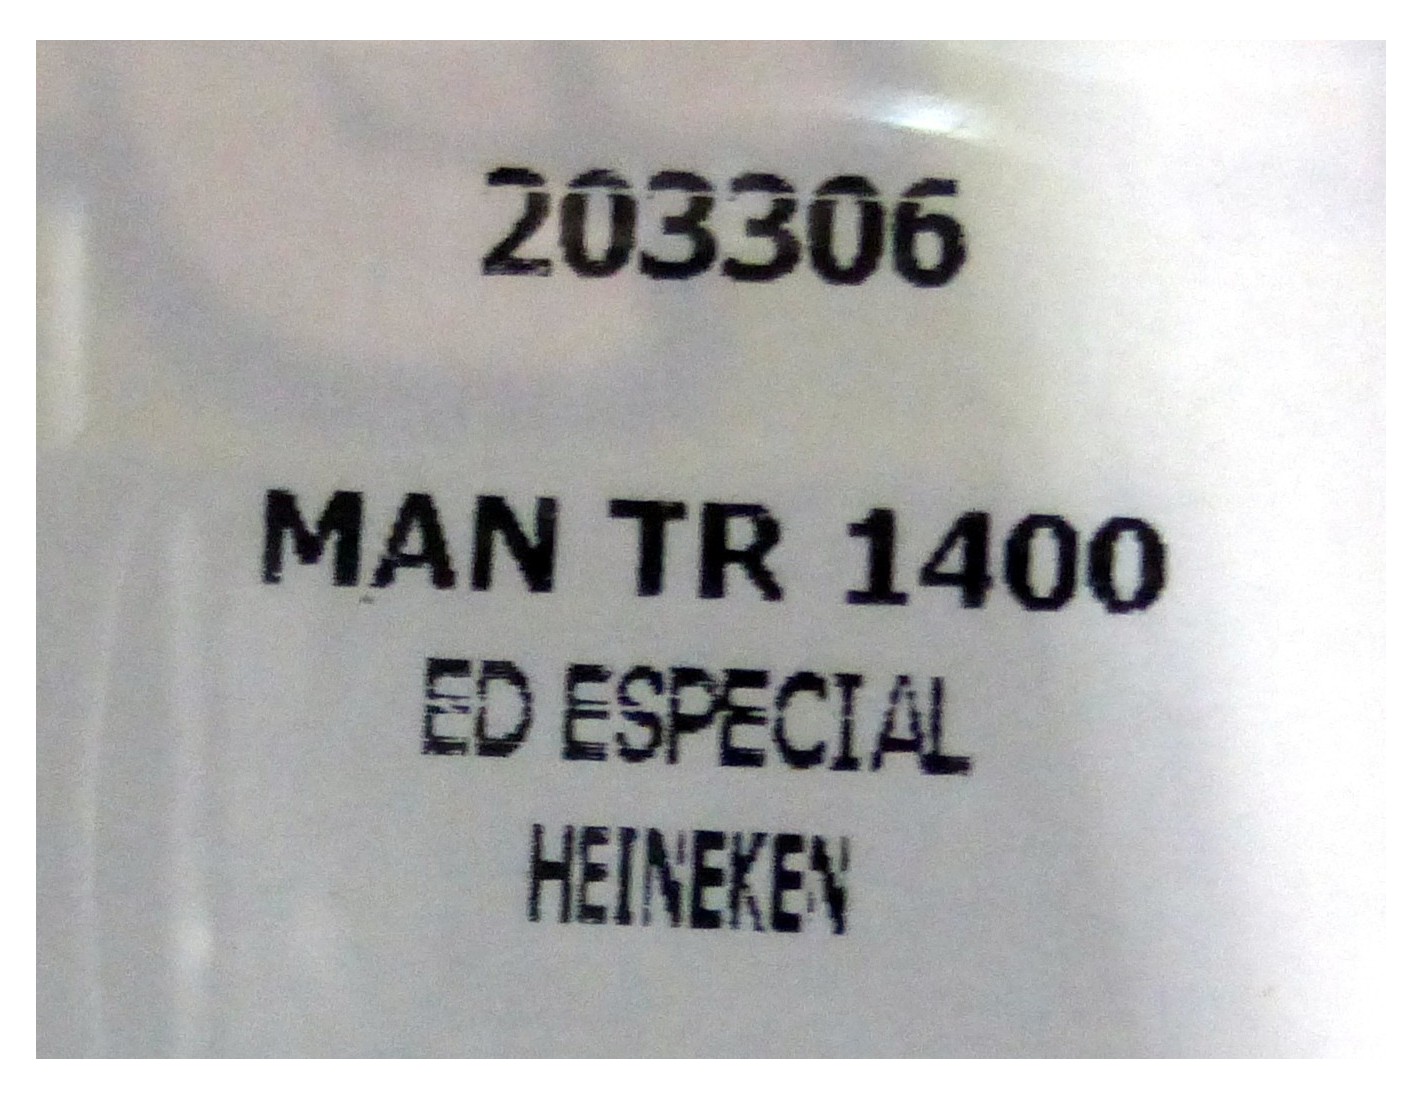 203306
MAN TR 1400
ED ESPECIAL
HEINEKEN